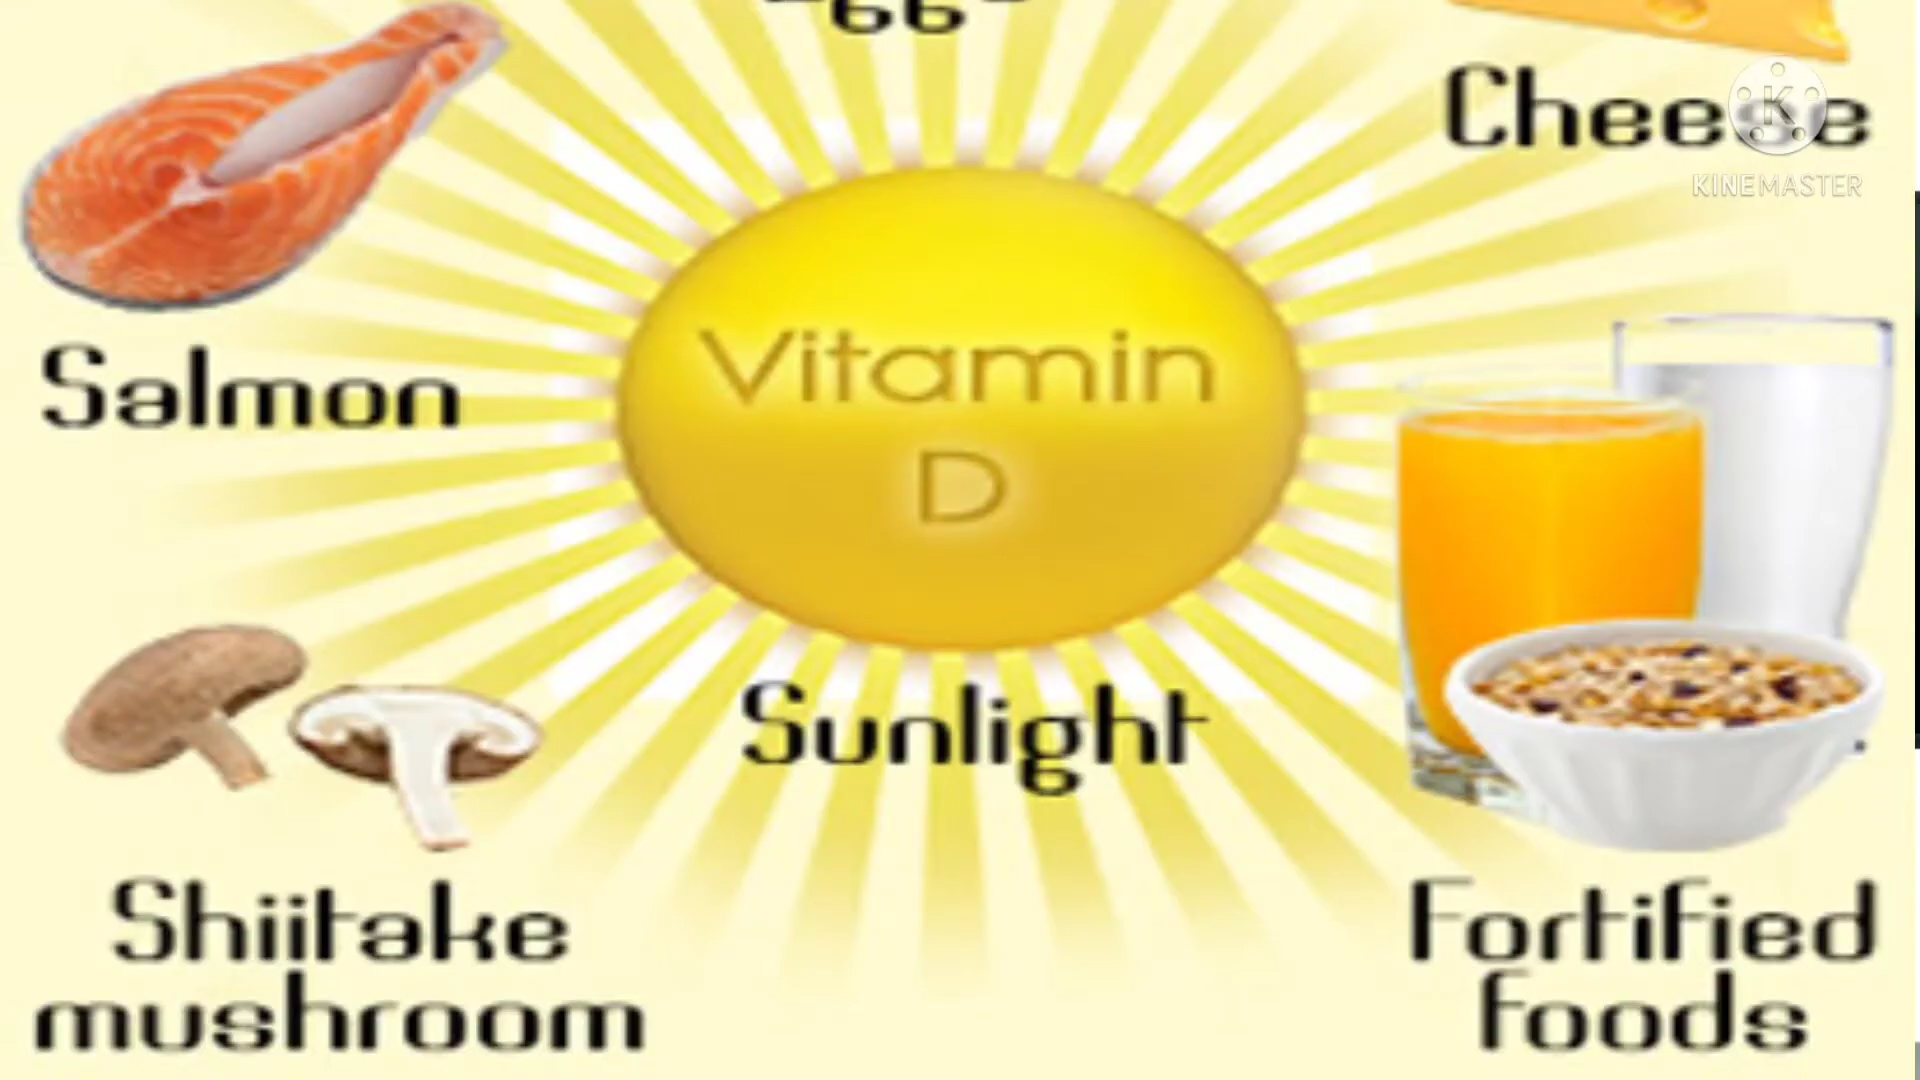 Cheese
K
KINEMASTER
Vitamin
D
Salmon
Sunlight
Shiitake
mushroom
Fortified
foods